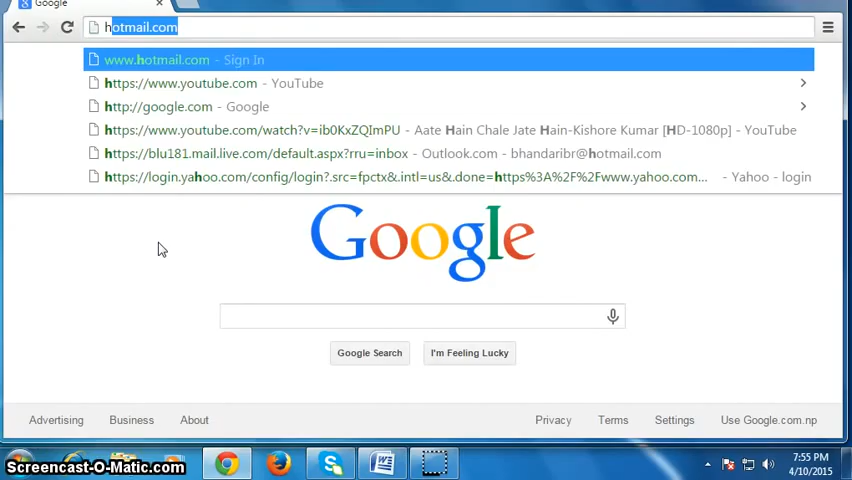 Google
hotmail.com
www.hotmail.com - Sign In
https://www.youtube.com - YouTube
http://google.com - Google
https://www.youtube.com/watch?v=ib0KxZQImPU - Aate Hain Chale Jate Hain-Kishore Kumar [HD-1080p] - YouTube
https://blu181.mail.live.com/default.aspx?rru=inbox - Outlook.com - bhandaribr@hotmail.com
https://login.yahoo.com/config/login?.src=fpctx&.intl=us&.done=https%3A%2F%2Fwww.yahoo.com... - Yahoo - login
Google
Google Search I'm Feeling Lucky
Advertising Business About Privacy Terms Settings Use Google.com.np
7:55 PM
Screencast-O-Matic.com 4/10/2015